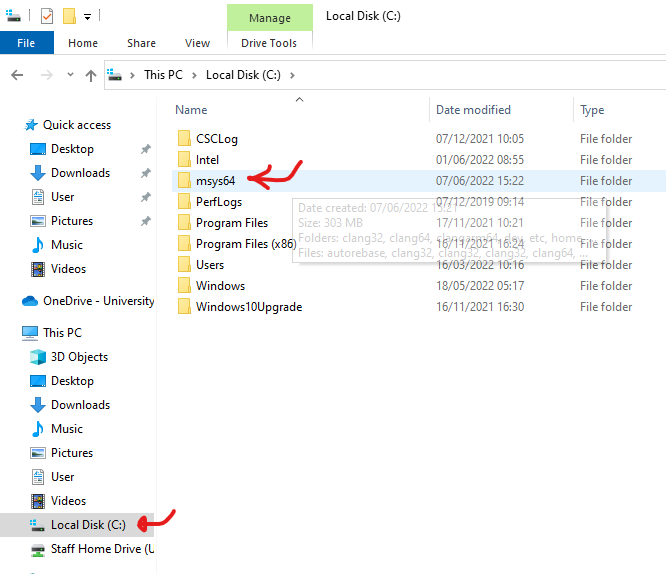 Manage
Local Disk (C:)
File
Home
Share
View
Drive Tools
This PC
Local Disk (C:)
Name
Date modified
Type
Quick access
Desktop
Downloads
User
Pictures
Music
Videos
OneDrive - University
This PC
3D Objects
Desktop
Downloads
Music
Pictures
User
Videos
Local Disk (C:)
Staff Home Drive (U
CSCLog 07/12/2021 10:05 File folder
Intel 01/06/2022 08:55 File folder
msys64 07/06/2022 15:22 File folder
PerfLogs 07/12/2019 09:14 File folder
Program Files 17/11/2021 10:21 File folder
Program Files (x86) 16/11/2021 16:24 File folder
Users 16/03/2022 10:16 File folder
Windows 18/05/2022 05:17 File folder
Windows10Upgrade 16/11/2021 16:30 File folder
Date created: 07/06/2022 15:21
Size: 303 MB
Folders: clang32, clang64, clangarm64, dev, etc, home, ...
Files: autorebase, clang32, clang32, clang32, clang64, ...